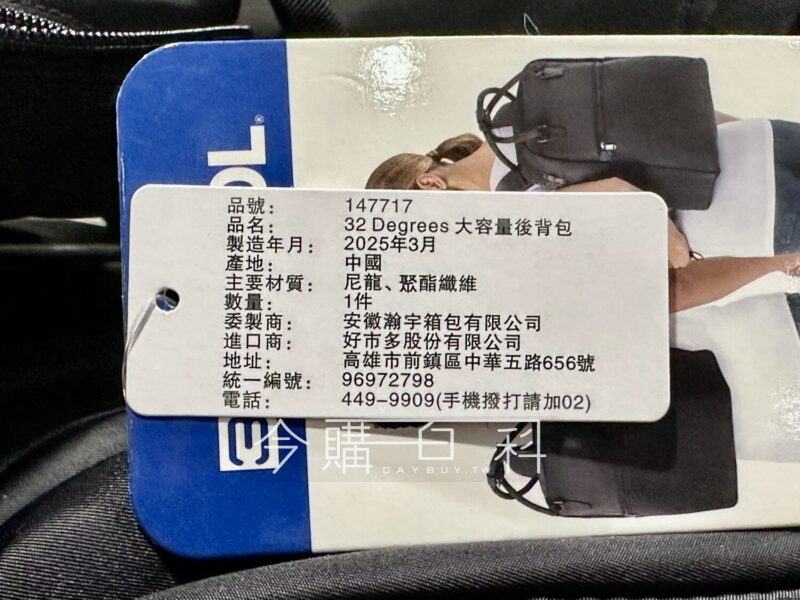 OL®
品號： 147717
品名： 32 Degrees 大容量後背包
製造年月： 2025年3月
產地： 中國
主要材質： 尼龍、聚酯纖維
數量： 1件
委製商： 安徽瀚宇箱包有限公司
進口商： 好市多股份有限公司
地址： 高雄市前鎮區中華五路656號
統一編號： 96972798
電話： 449-9909(手機撥打請加02)
今購百科
DAYBUY.TW